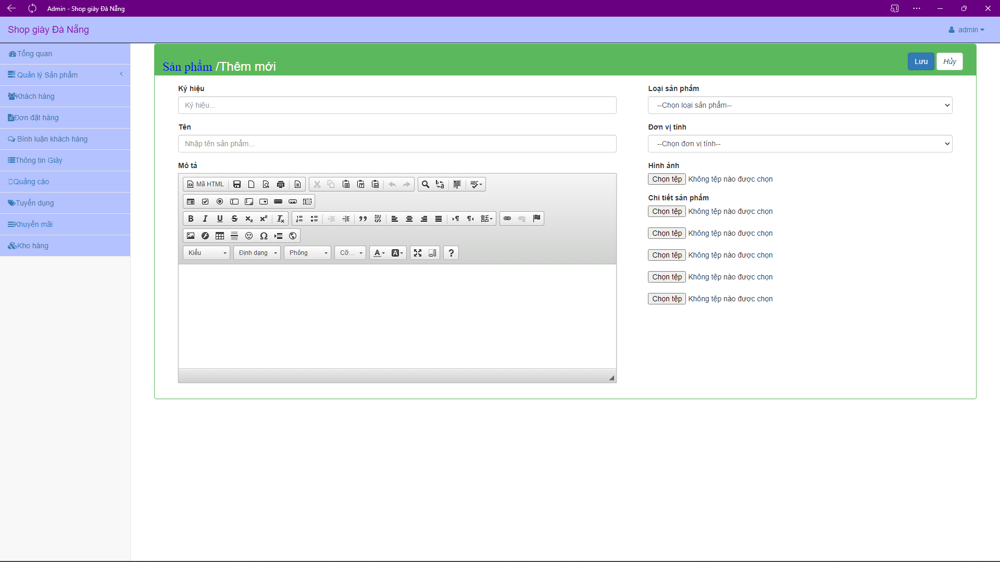 Admin - Shop giày Đà Nẵng
Shop giày Đà Nẵng
admin
Tổng quan
Quản lý Sản phẩm
Khách hàng
Đơn đặt hàng
Bình luận khách hàng
Thông tin Giày
Quảng cáo
Tuyển dụng
Khuyến mãi
Kho hàng
Sản phẩm /Thêm mới
Lưu
Hủy
Ký hiệu
Ký hiệu...
Tên
Nhập tên sản phẩm...
Mô tả
Mã HTML
Kiểu
Định dạng
Phông
Cỡ...
Loại sản phẩm
--Chọn loại sản phẩm--
Đơn vị tính
--Chọn đơn vị tính--
Hình ảnh
Chọn tệp Không tệp nào được chọn
Chi tiết sản phẩm
Chọn tệp Không tệp nào được chọn
Chọn tệp Không tệp nào được chọn
Chọn tệp Không tệp nào được chọn
Chọn tệp Không tệp nào được chọn
Chọn tệp Không tệp nào được chọn